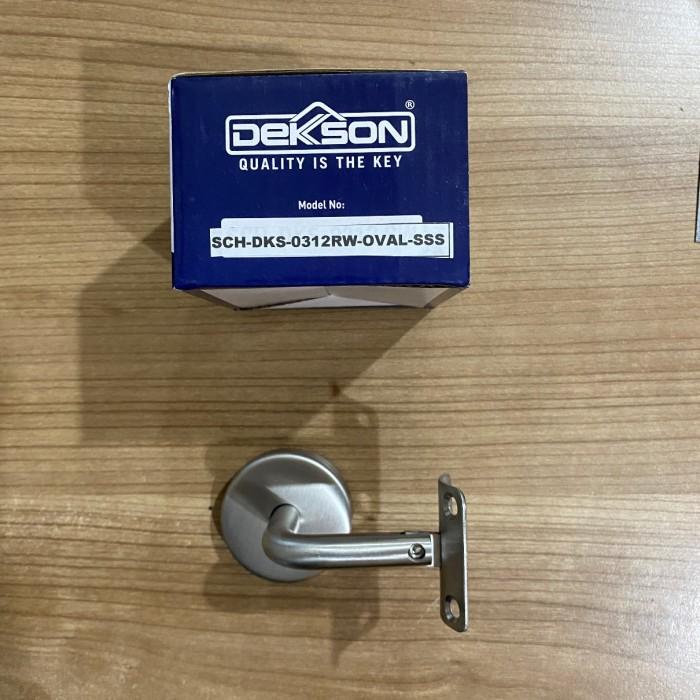 DEKSON®
QUALITY IS THE KEY
Model No:
SCH-DKS-0312RW-OVAL-SSS